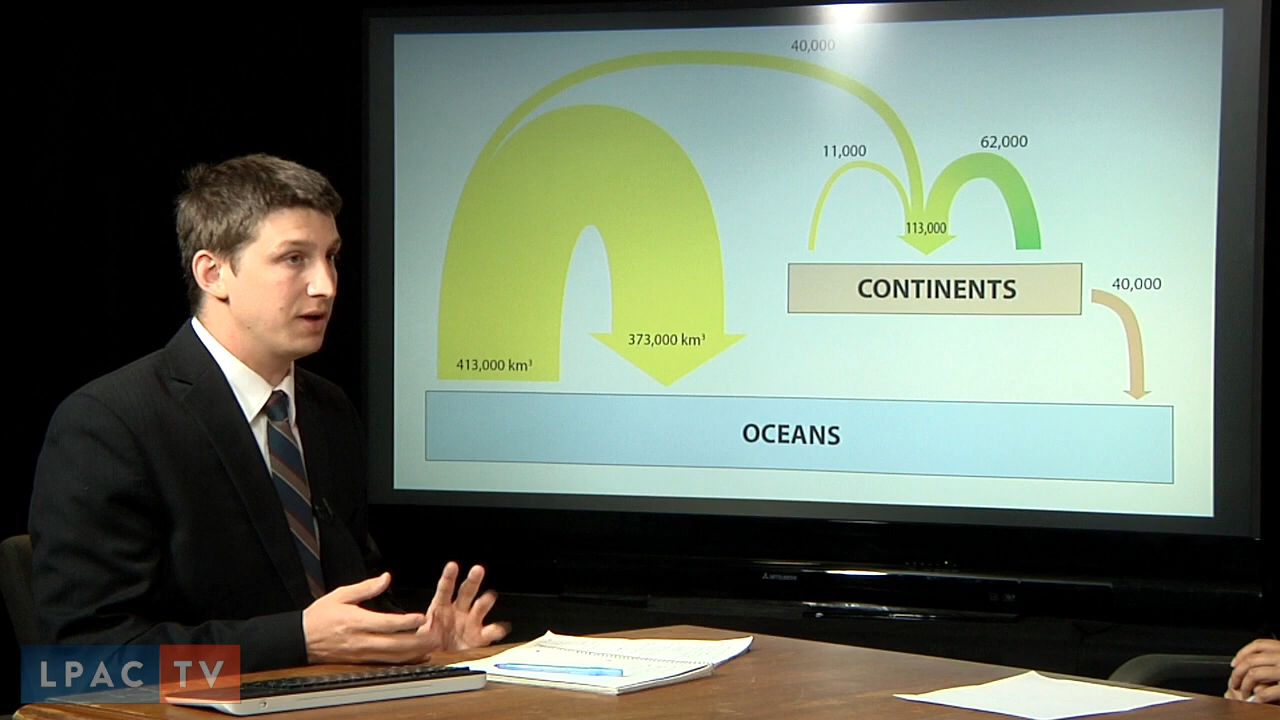 40,000
11,000
62,000
113,000
CONTINENTS
40,000
373,000 km³
413,000 km³
OCEANS
MITSUBISHI
LPAC TV